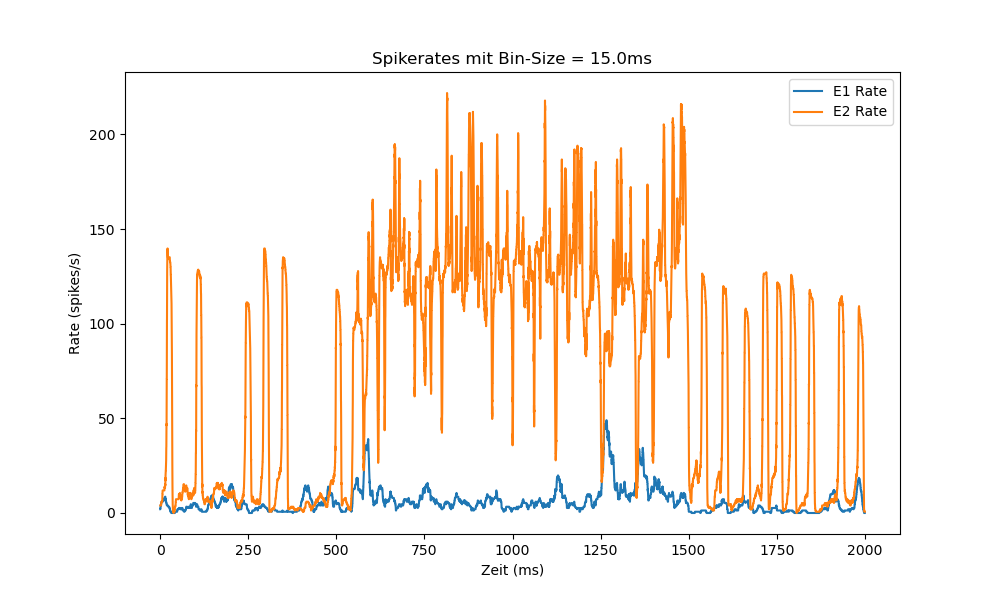 Spikerates mit Bin-Size = 15.0ms
E1 Rate
E2 Rate
Rate (spikes/s)
200
150
100
50
0
0 250 500 750 1000 1250 1500 1750 2000
Zeit (ms)